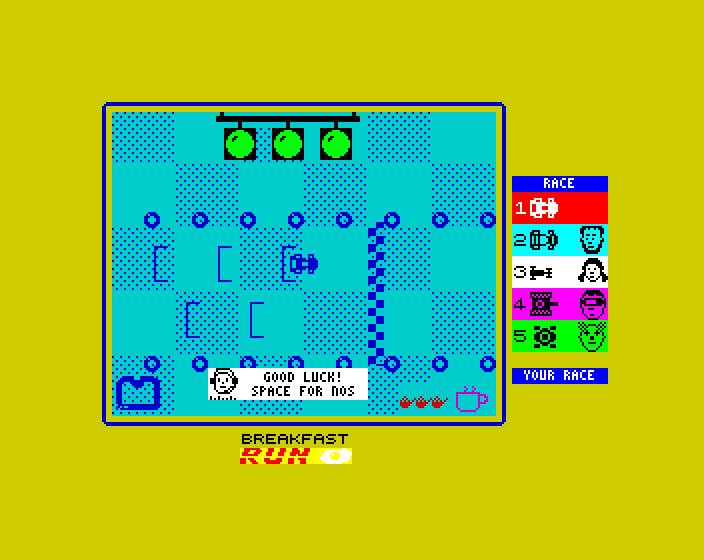 RACE
1
2
3
4
5
YOUR RACE
GOOD LUCK!
SPACE FOR NOS
BREAKFAST
RUN